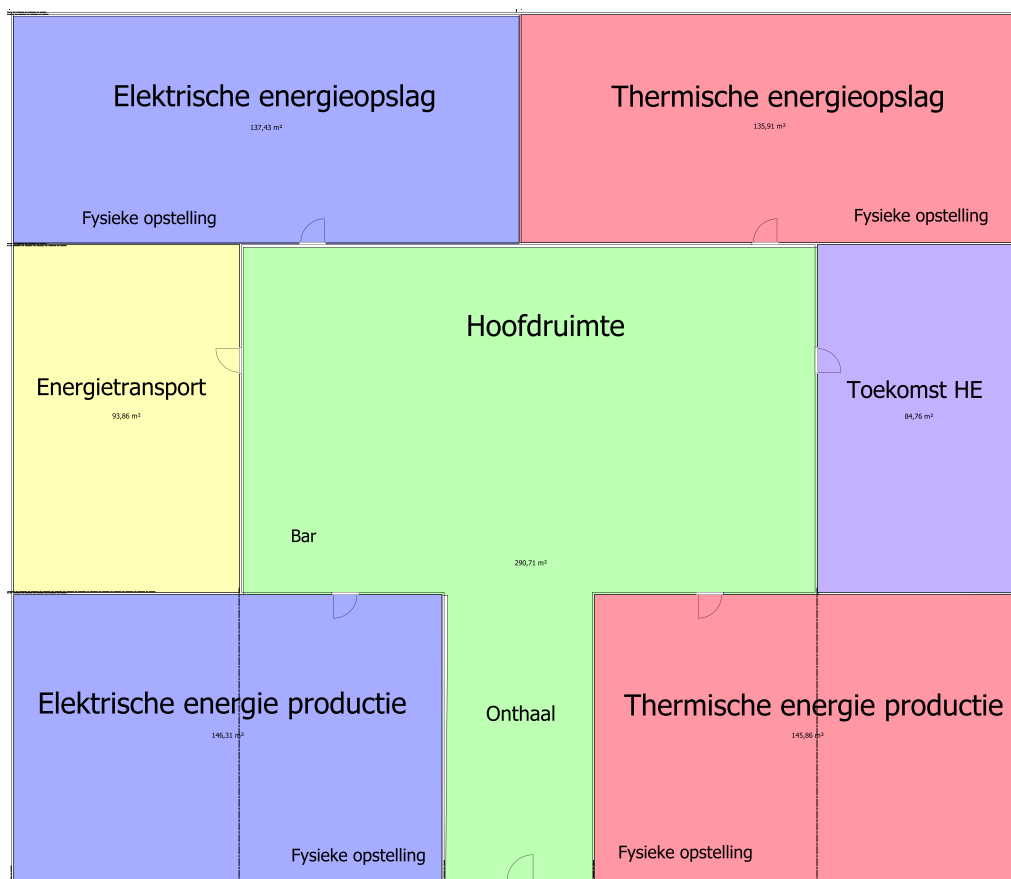 Elektrische energieopslag
137,43 m²
Fysieke opstelling
Thermische energieopslag
135,91 m²
Fysieke opstelling
Energietransport
93,86 m²
Hoofdruimte
Bar
290,71 m²
Toekomst HE
84,76 m²
Elektrische energie productie
146,31 m²
Fysieke opstelling
Onthaal
Thermische energie productie
145,86 m²
Fysieke opstelling